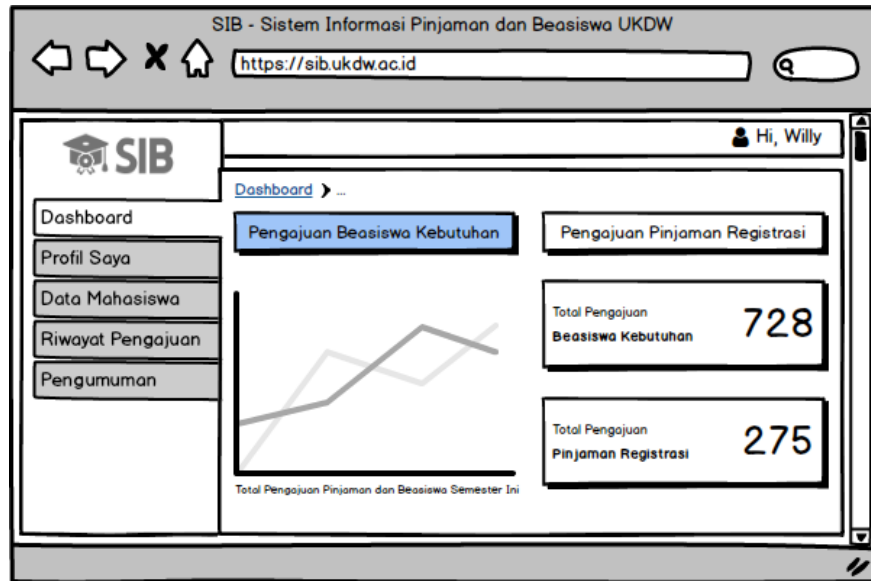 SIB - Sistem Informasi Pinjaman dan Beasiswa UKDW
https://sib.ukdw.ac.id
SIB
Hi, Willy
Dashboard
Profil Saya
Data Mahasiswa
Riwayat Pengajuan
Pengumuman
Dashboard ❯ ...
Pengajuan Beasiswa Kebutuhan
Pengajuan Pinjaman Registrasi
Total Pengajuan
Beasiswa Kebutuhan
728
Total Pengajuan
Pinjaman Registrasi
275
Total Pengajuan Pinjaman dan Beasiswa Semester Ini